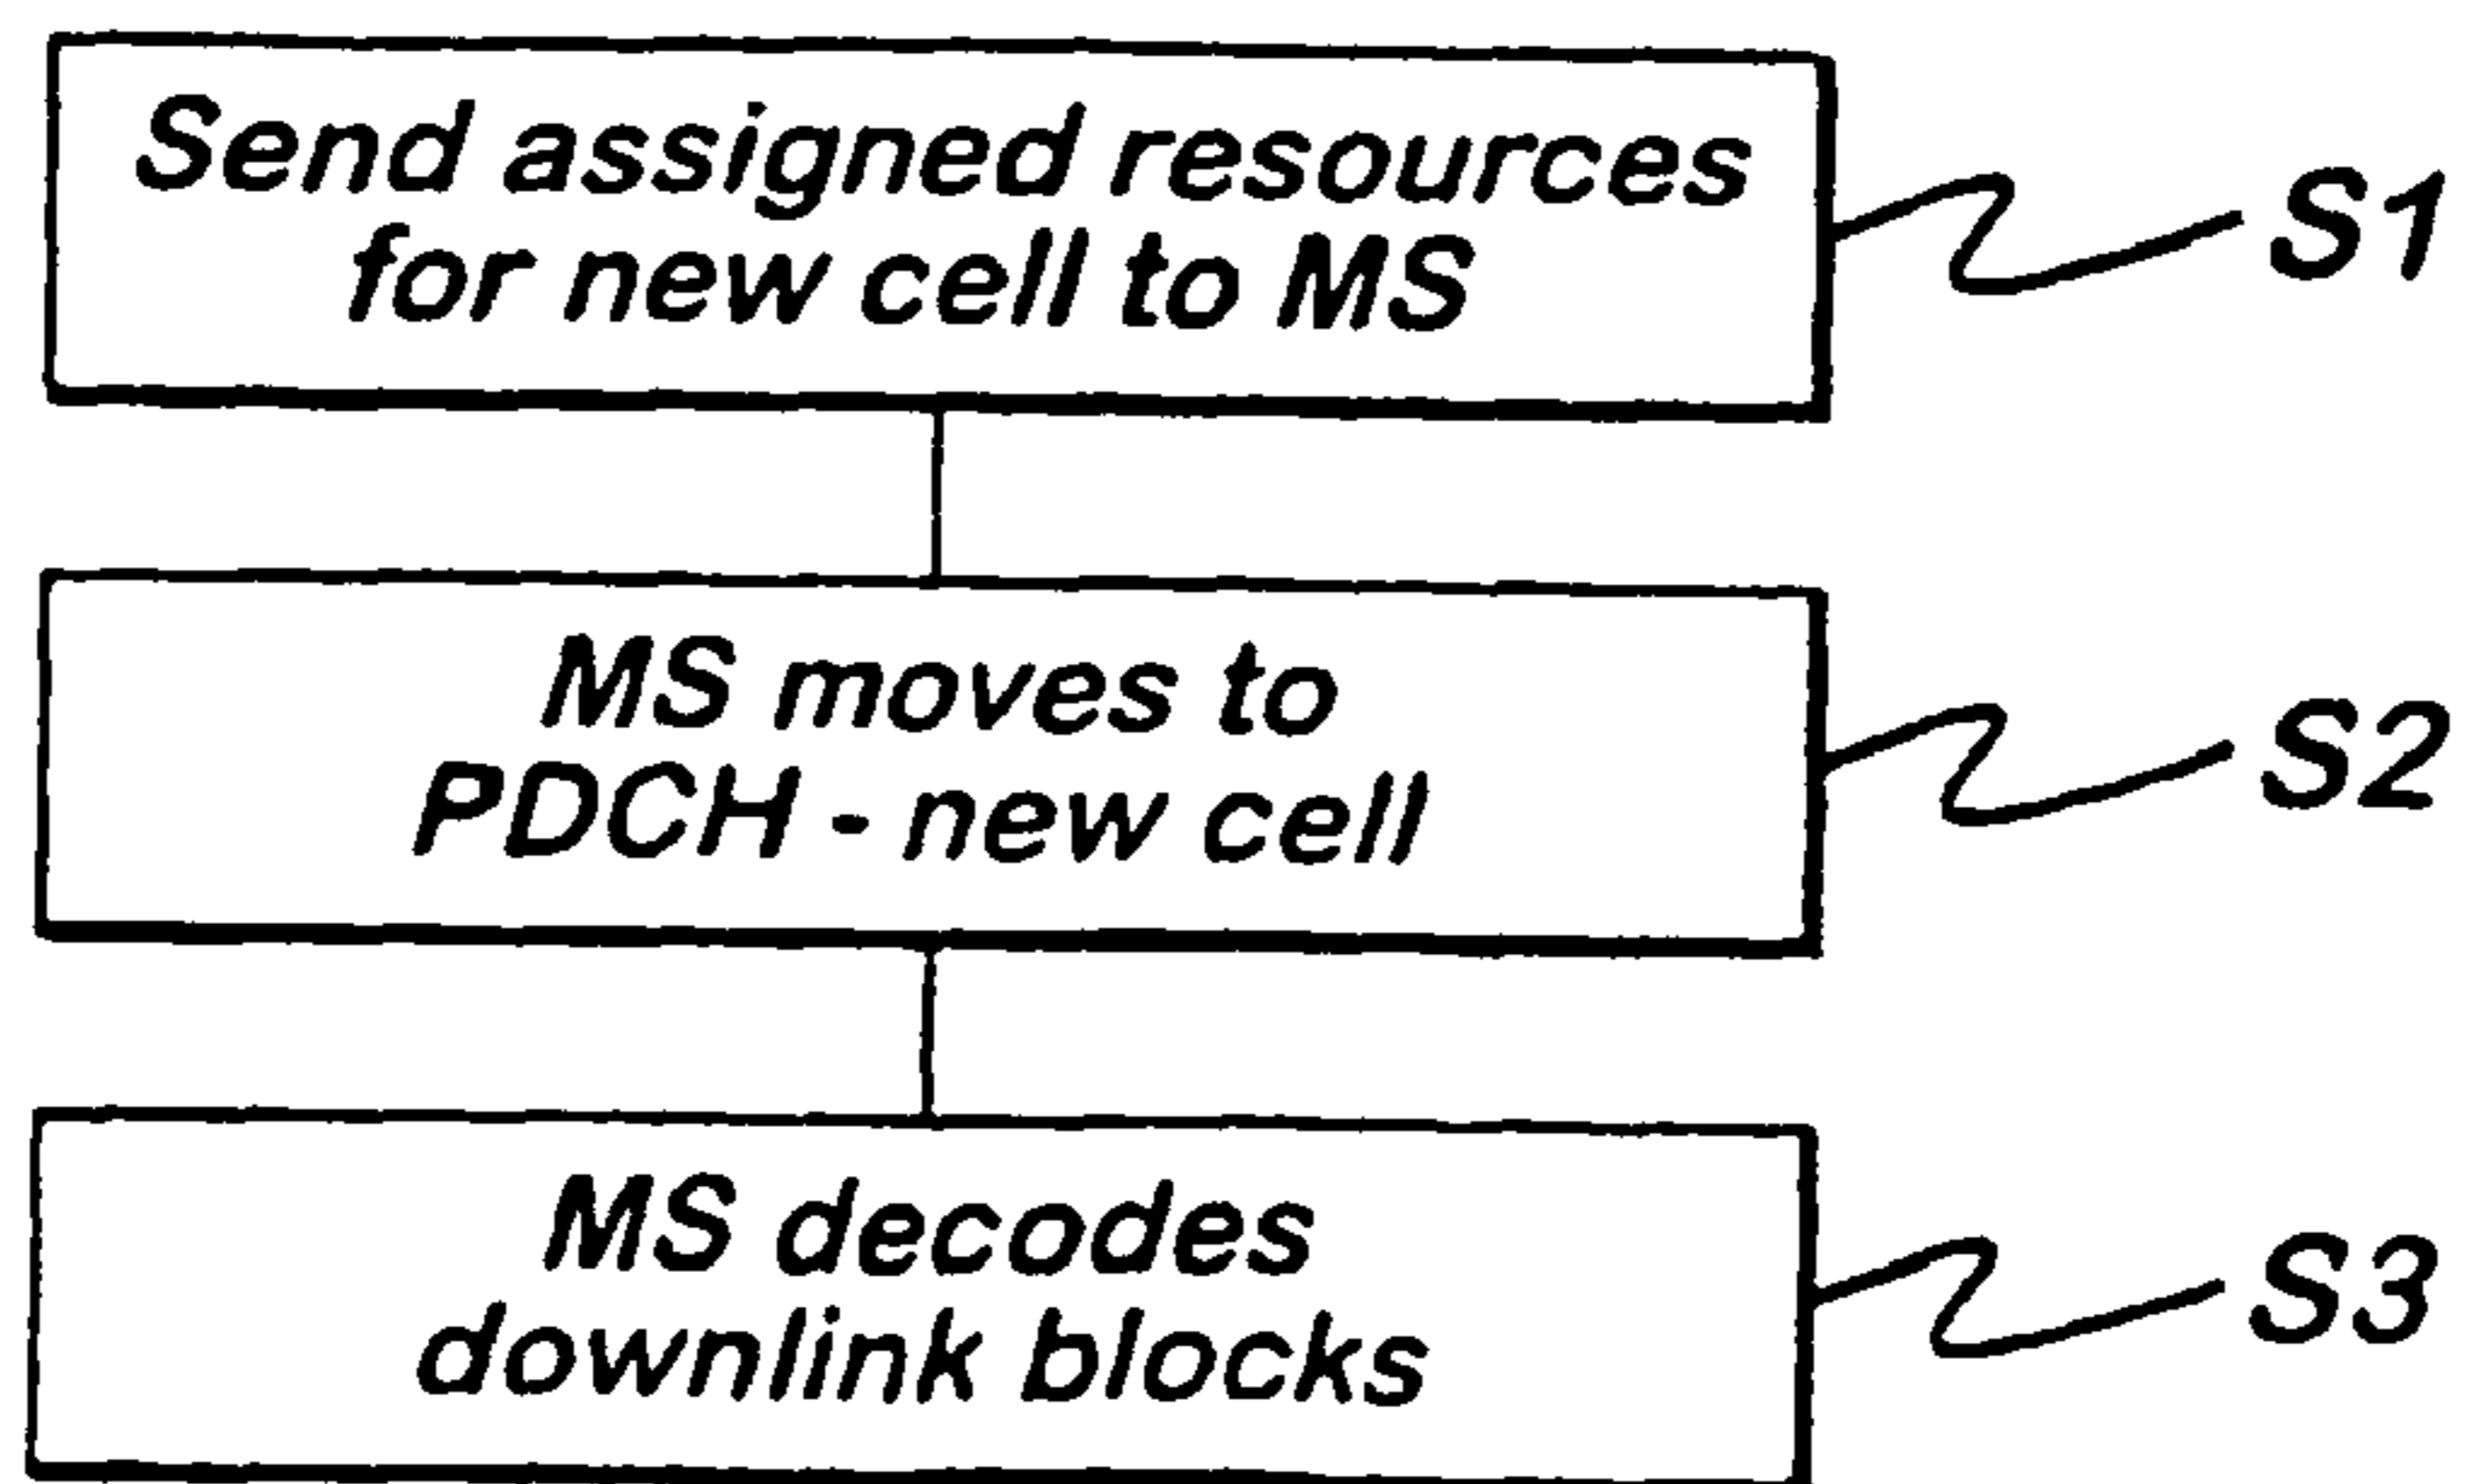 Send assigned resources
for new cell to MS
S1
MS moves to
PDCH - new cell
S2
MS decodes
downlink blocks
S3